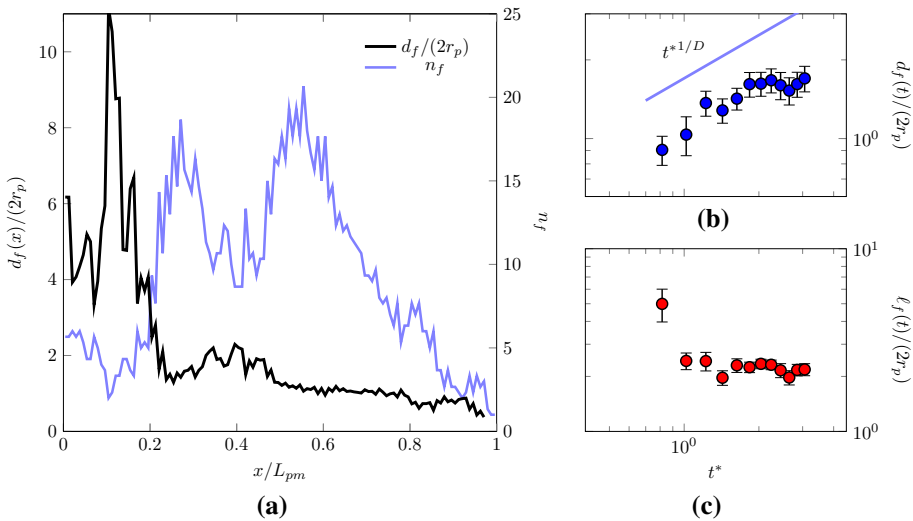 d_f(x)/(2r_p)
10
8
6
4
2
0
0
0.2
0.4
0.6
0.8
1
x/L_{pm}
25
20
15
10
5
0
n_f
d_f/(2r_p)
n_f
(a)
t^{*1/D}
10^0
d_f(t)/(2r_p)
(b)
10^1
10^0
ℓ_f(t)/(2r_p)
10^0
t^*
(c)